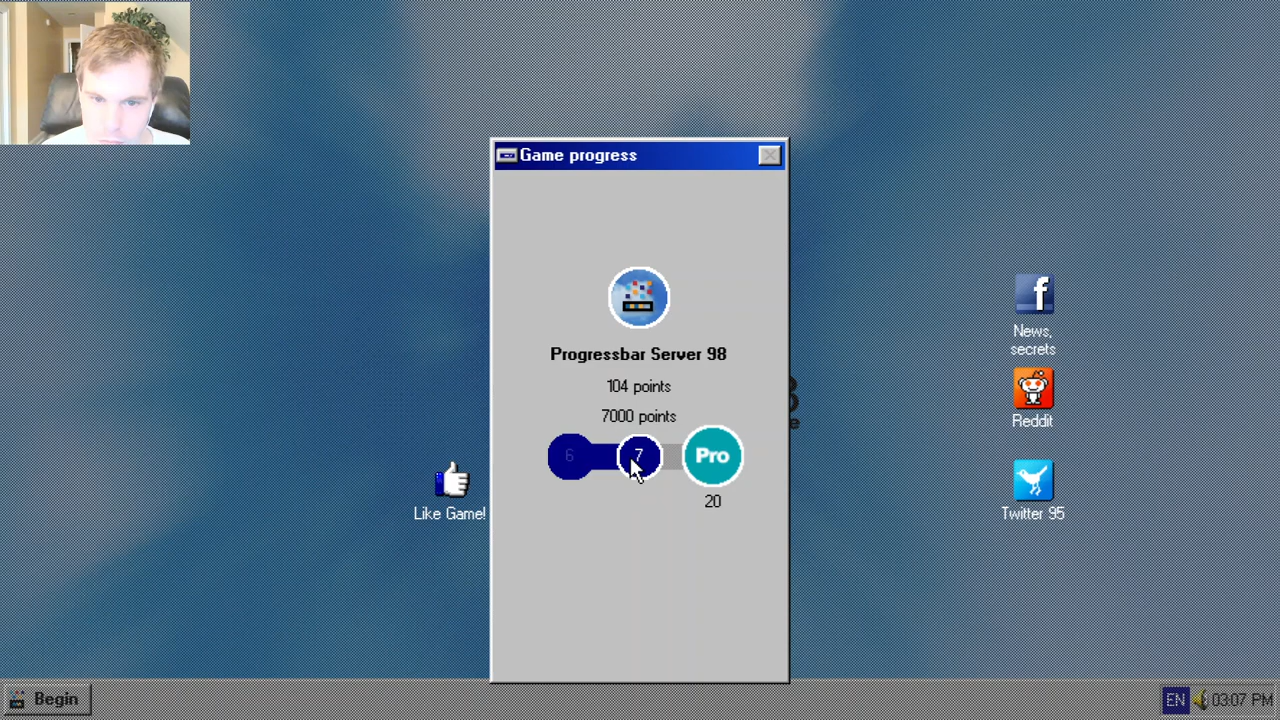 Game progress
Progressbar Server 98
104 points
7000 points
6
7
Pro
20
Like Game!
f
News,
secrets
Reddit
Twitter 95
Begin
EN
03:07 PM